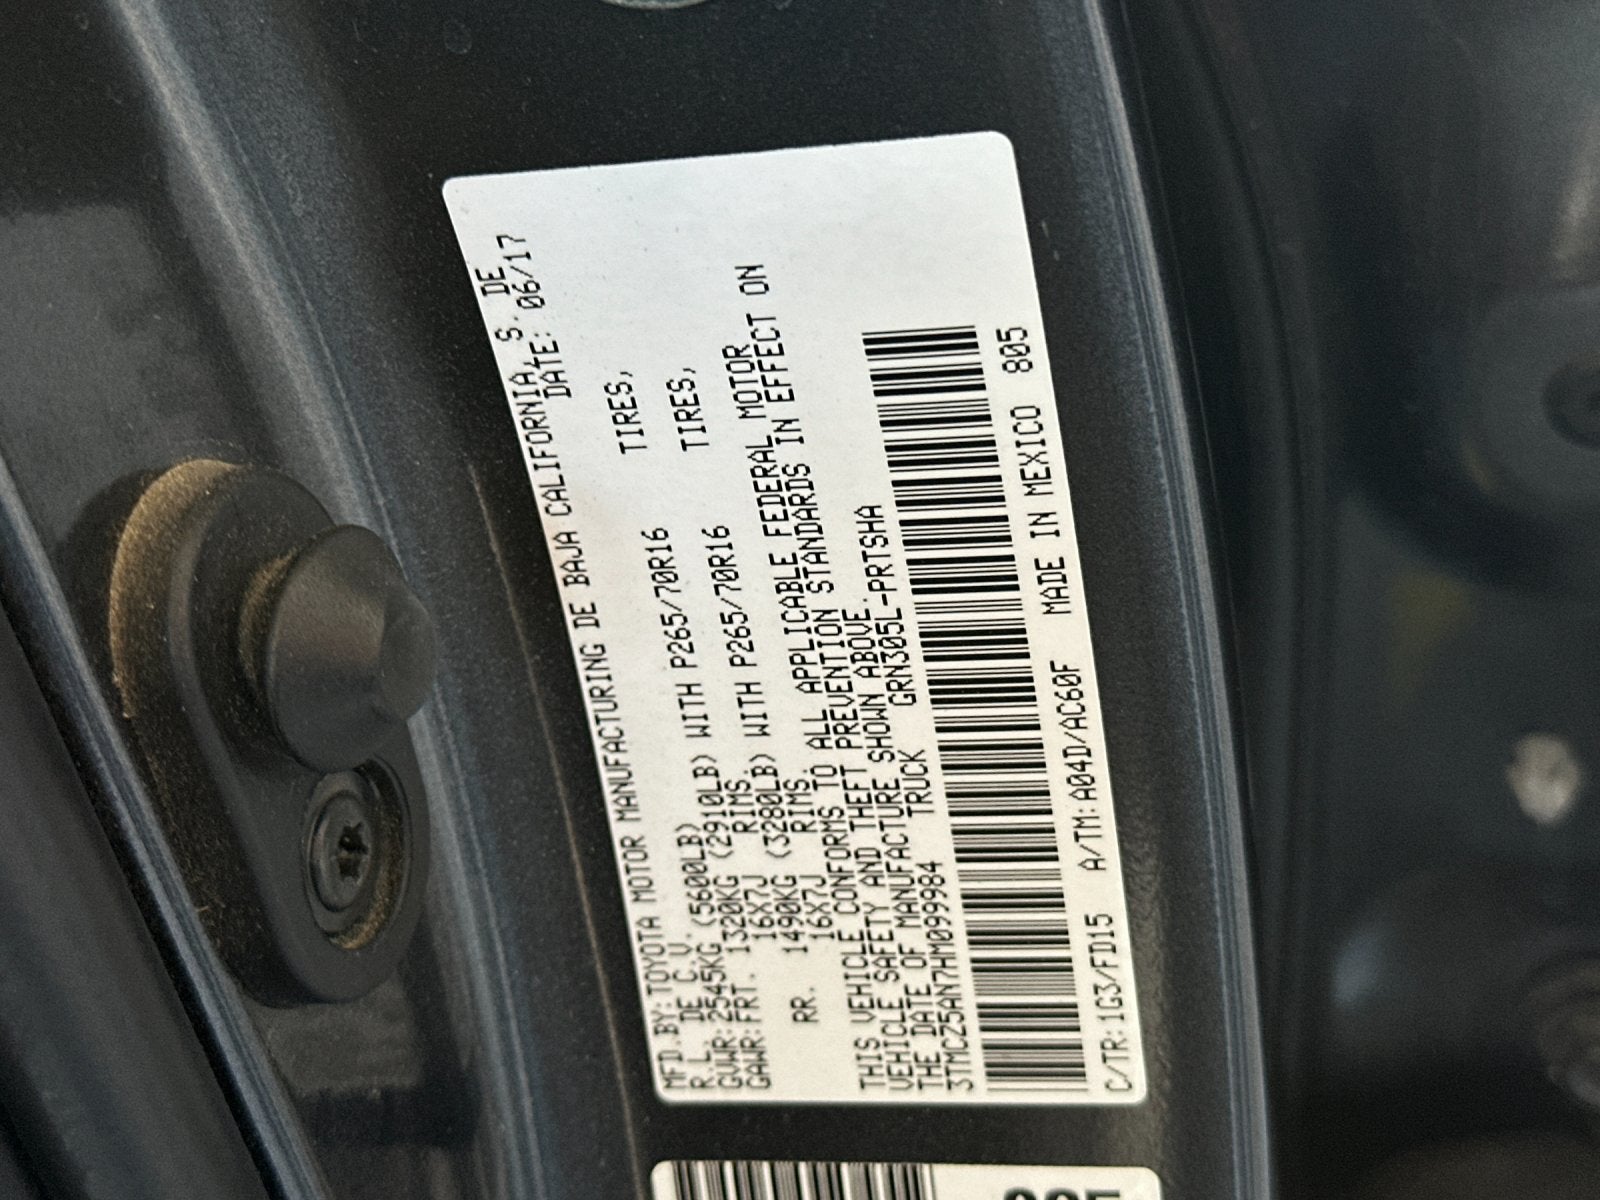 MFD.BY:TOYOTA MOTOR MANUFACTURING DE BAJA CALIFORNIA, S. DE
R.L. DE C.V. DATE: 06/17
GVWR:2545KG (5600LB)
GAWR:FRT. 1320KG (2910LB) WITH P265/70R16 TIRES,
16X7J RIMS.
RR. 1490KG (3280LB) WITH P265/70R16 TIRES,
16X7J RIMS.
THIS VEHICLE CONFORMS TO ALL APPLICABLE FEDERAL MOTOR
VEHICLE SAFETY AND THEFT PREVENTION STANDARDS IN EFFECT ON
THE DATE OF MANUFACTURE SHOWN ABOVE.
3TMCZ5AN7HM099984 TRUCK GRN305L-PRTSHA
C/TR:1G3/FD15 A/TM:A04D/AC60F MADE IN MEXICO 805